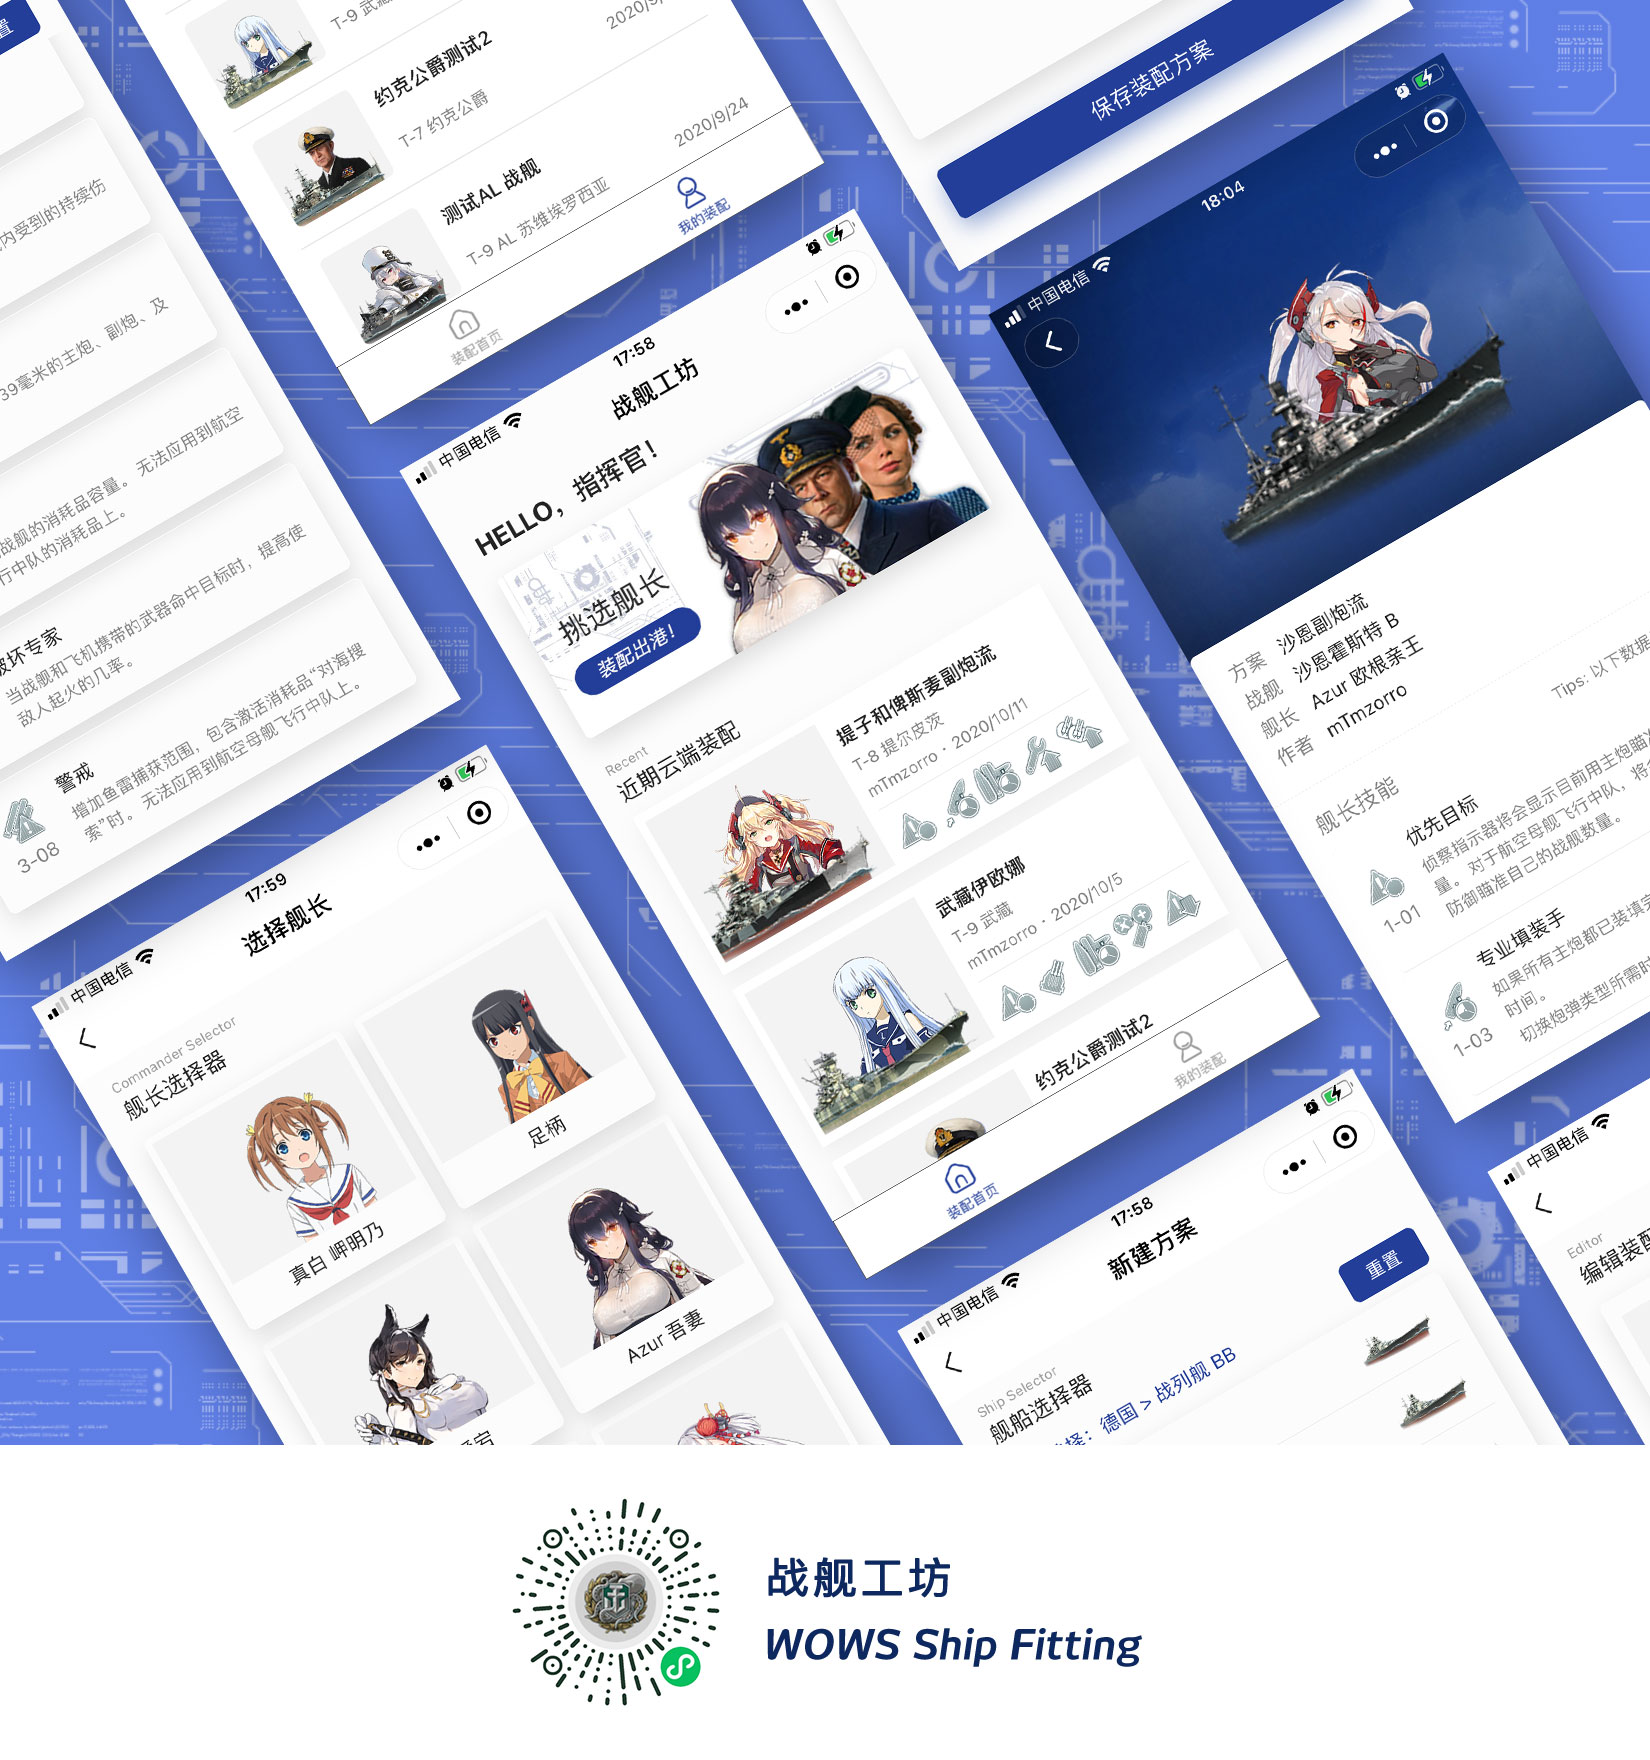 重置
内受到的持续伤
39毫米的主炮、副炮、及
战舰的消耗品容量。无法应用到航空
行中队的消耗品上。
破坏专家
当战舰和飞机携带的武器命中目标时，提高使
敌人起火的几率。
警戒
增加鱼雷捕获范围，包含激活消耗品“对海搜
索”时。无法应用到航空母舰飞行中队上。
3-08
T-9 武藏
2020/9/
约克公爵测试2
T-7 约克公爵
2020/9/24
测试AL 战舰
T-9 AL 苏维埃罗西亚
装配首页
我的装配
中国电信
17:58
战舰工坊
HELLO，指挥官！
挑选舰长
装配出港！
Recent
近期云端装配
提子和俾斯麦副炮流
T-8 提尔皮茨
mTmzorro · 2020/10/11
武藏伊欧娜
T-9 武藏
mTmzorro · 2020/10/5
约克公爵测试2
装配首页
我的装配
保存装配方案
中国电信
18:04
方案 沙恩副炮流
战舰 沙恩霍斯特 B
舰长 Azur 欧根亲王
作者 mTmzorro
Tips: 以下数据
舰长技能
优先目标
侦察指示器将会显示目前用主炮瞄准
量。对于航空母舰飞行中队，将会
防御瞄准自己的战舰数量。
1-01
专业填装手
如果所有主炮都已装填完
时间。
切换炮弹类型所需时
1-03
中国电信
17:59
选择舰长
Commander Selector
舰长选择器
真白 岬明乃
足柄
Azur 吾妻
中国电信
17:58
新建方案
重置
Ship Selector
舰船选择器
择：德国 > 战列舰 BB
中国电信
Editor
编辑装配
战舰工坊
WOWS Ship Fitting